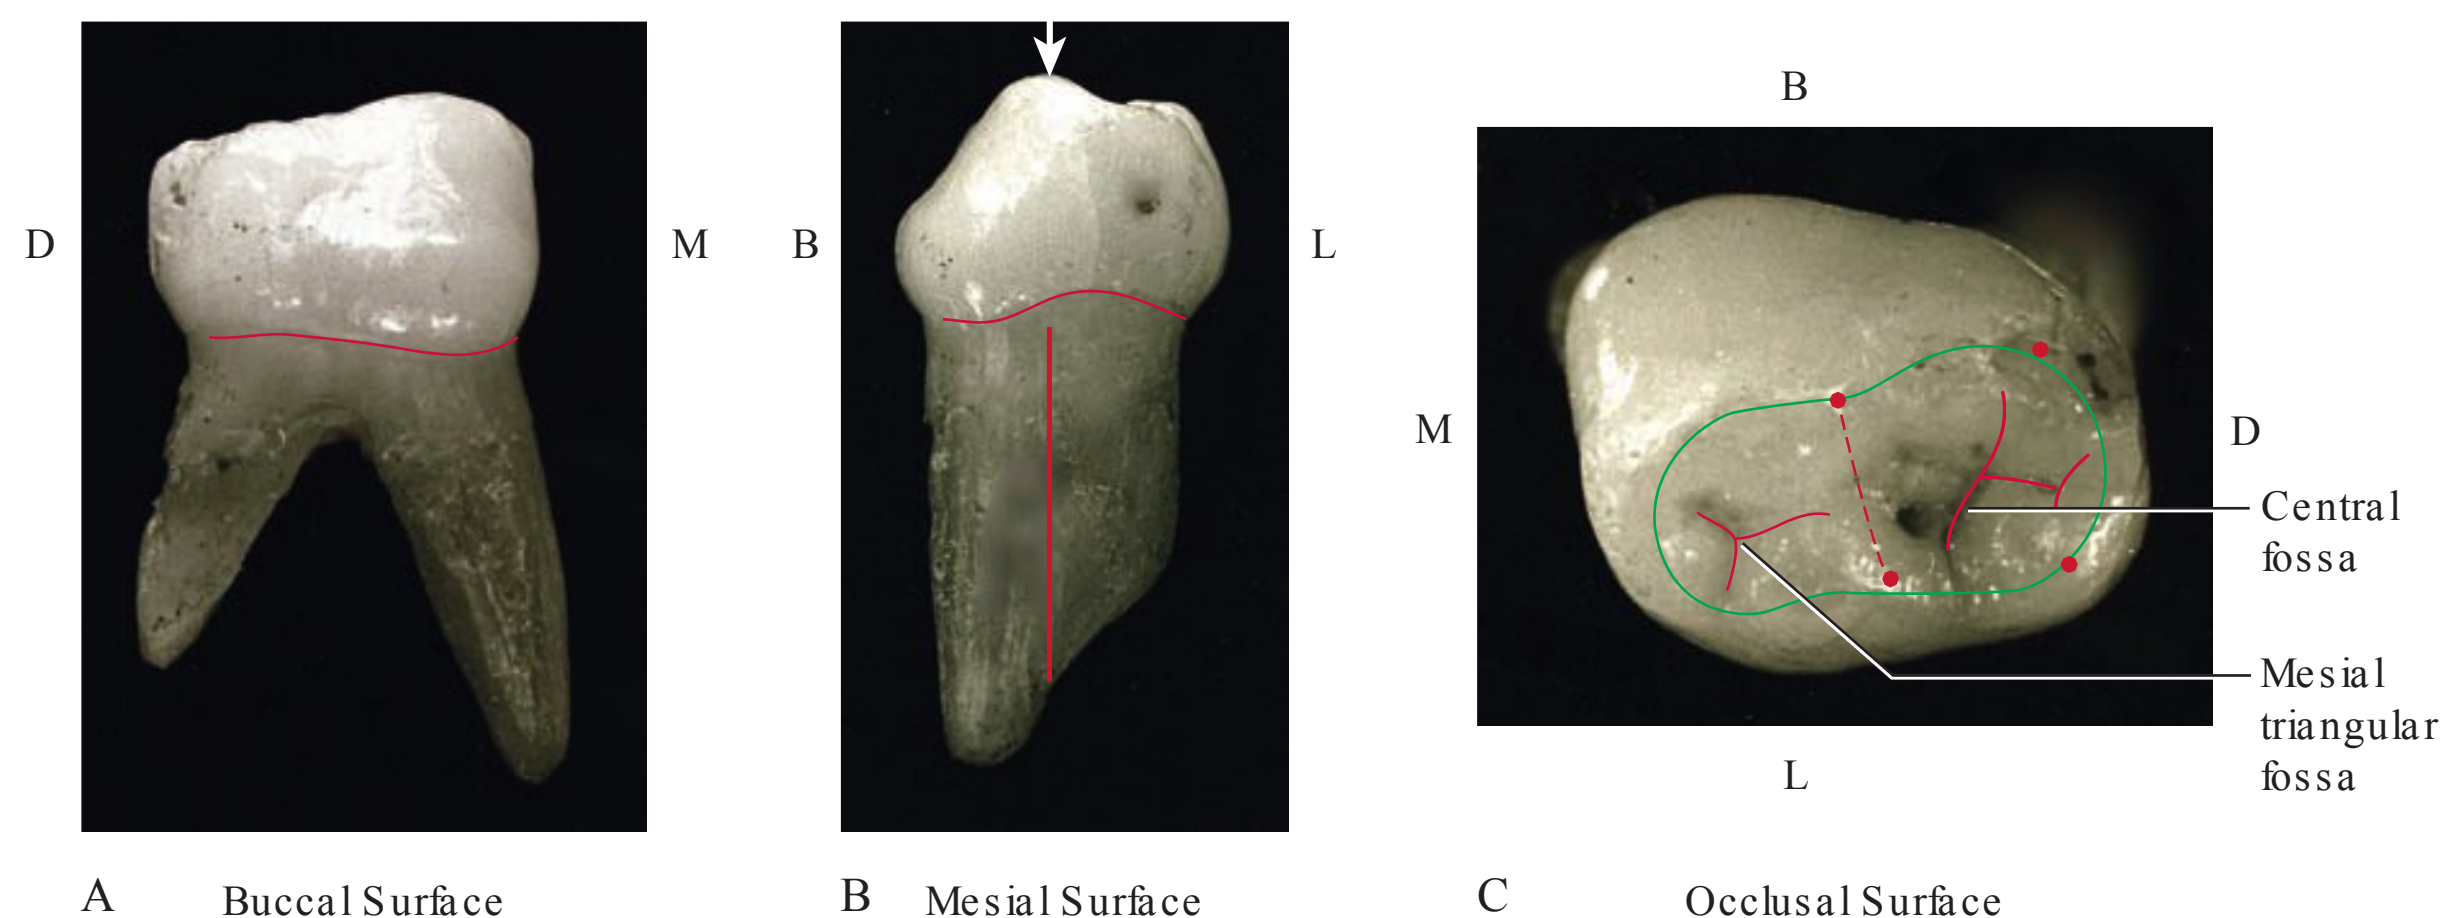 D
M
A Buccal Surface
B
L
B Mesial Surface
B
M
D
Central
fossa
Mesial
triangular
fossa
L
C Occlusal Surface